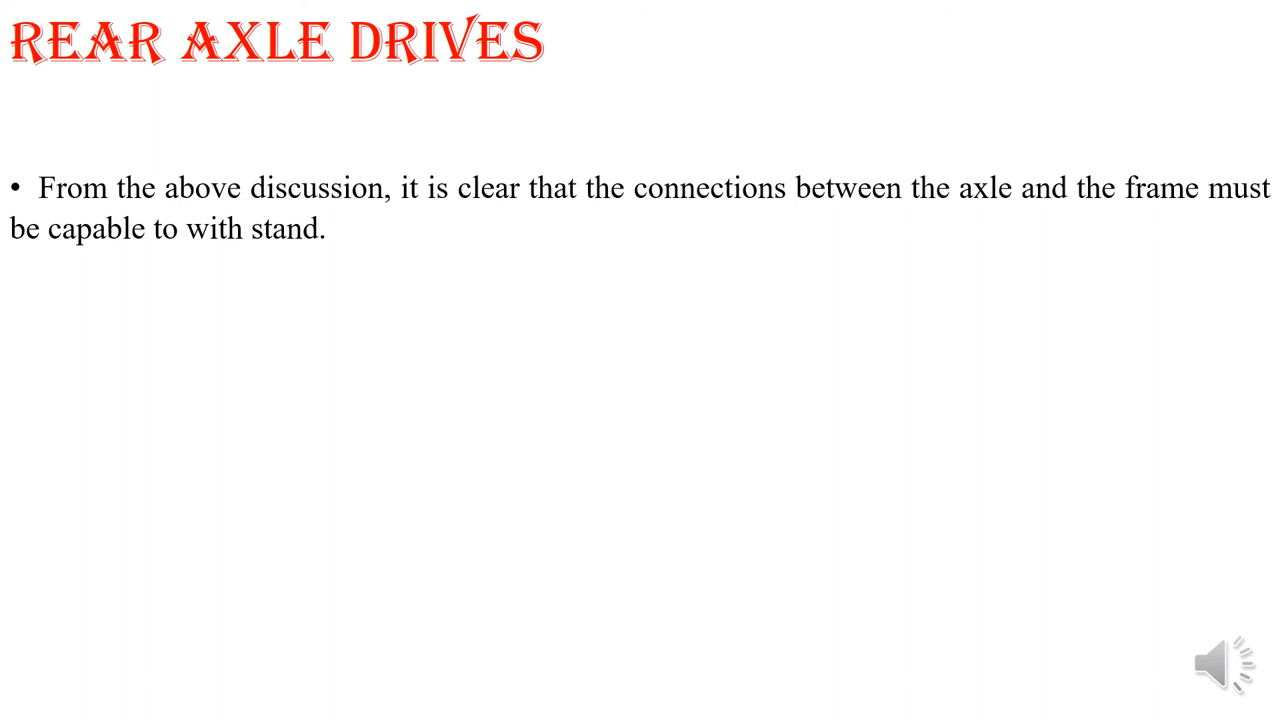 REAR AXLE DRIVES
• From the above discussion, it is clear that the connections between the axle and the frame must
be capable to with stand.